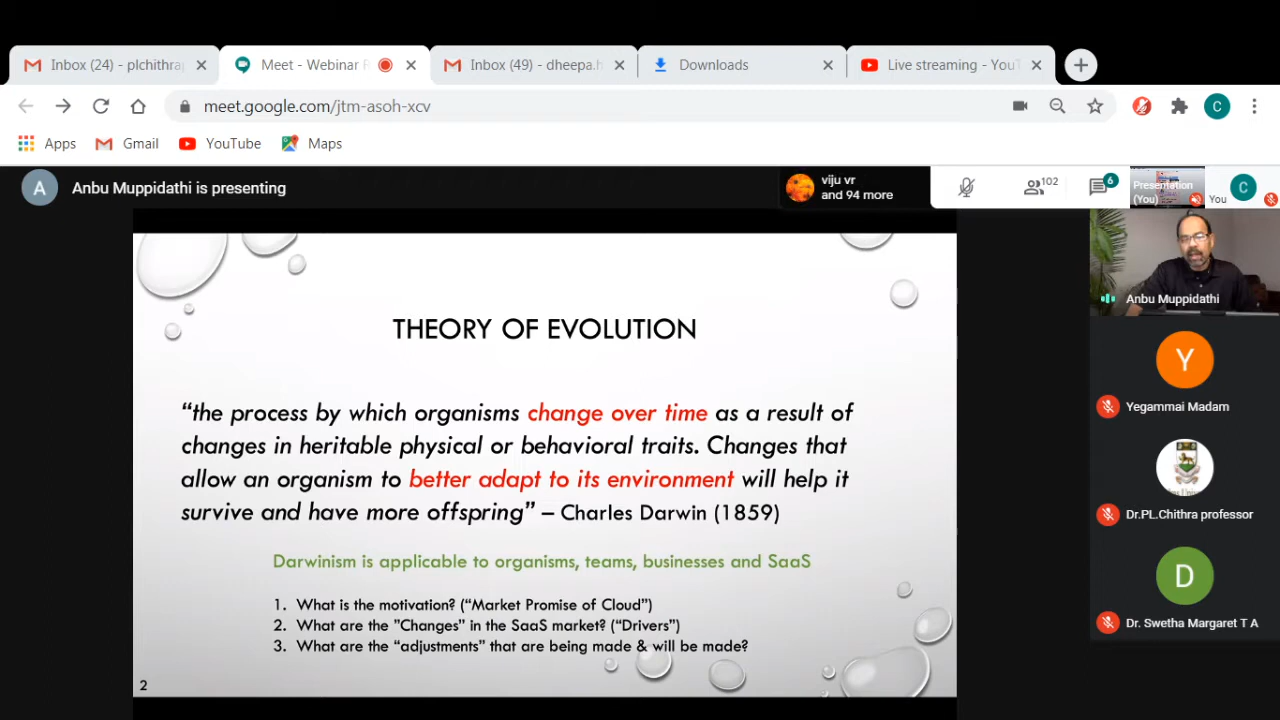 Inbox (24) - plchithra
Meet - Webinar R
Inbox (49) - dheepa.h
Downloads
Live streaming - YouT
meet.google.com/jtm-asoh-xcv
C
Apps
Gmail
YouTube
Maps
A
Anbu Muppidathi is presenting
viju vr
and 94 more
102
6
Presentation
(You)
You
C
THEORY OF EVOLUTION
“the process by which organisms change over time as a result of
changes in heritable physical or behavioral traits. Changes that
allow an organism to better adapt to its environment will help it
survive and have more offspring” – Charles Darwin (1859)
Darwinism is applicable to organisms, teams, businesses and SaaS
1. What is the motivation? (“Market Promise of Cloud”)
2. What are the ”Changes” in the SaaS market? (“Drivers”)
3. What are the “adjustments” that are being made & will be made?
2
Anbu Muppidathi
Y
Yegammai Madam
Dr.PL.Chithra professor
D
Dr. Swetha Margaret T A